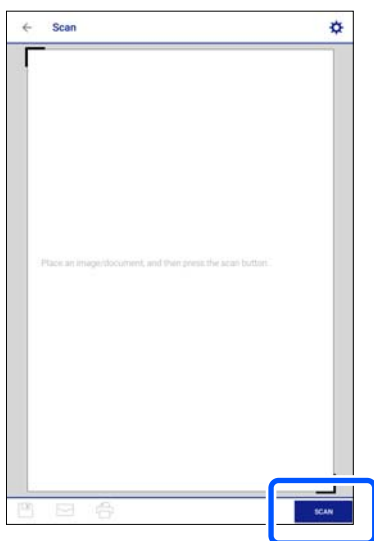 Scan
Place an image/document, and then press the scan button.
SCAN